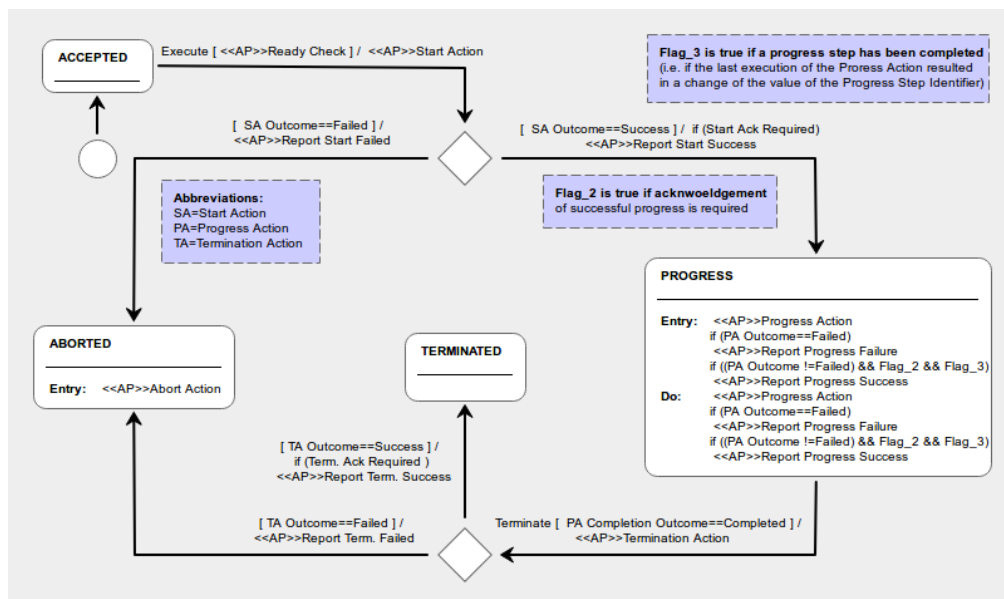 ACCEPTED
Execute [ <<AP>>Ready Check ] / <<AP>>Start Action
Flag_3 is true if a progress step has been completed
(i.e. if the last execution of the Proress Action resulted
in a change of the value of the Progress Step Identifier)
[ SA Outcome==Failed ] /
<<AP>>Report Start Failed
[ SA Outcome==Success ] / if (Start Ack Required)
<<AP>>Report Start Success
Abbreviations:
SA=Start Action
PA=Progress Action
TA=Termination Action
Flag_2 is true if acknwoeldgement
of successful progress is required
PROGRESS
Entry: <<AP>>Progress Action
if (PA Outcome==Failed)
<<AP>>Report Progress Failure
if ((PA Outcome !=Failed) && Flag_2 && Flag_3)
<<AP>>Report Progress Success
Do: <<AP>>Progress Action
if (PA Outcome==Failed)
<<AP>>Report Progress Failure
if ((PA Outcome !=Failed) && Flag_2 && Flag_3)
<<AP>>Report Progress Success
ABORTED
Entry: <<AP>>Abort Action
TERMINATED
[ TA Outcome==Success ] /
if (Term. Ack Required )
<<AP>>Report Term. Success
[ TA Outcome==Failed ] /
<<AP>>Report Term. Failed
Terminate [ PA Completion Outcome==Completed ] /
<<AP>>Termination Action